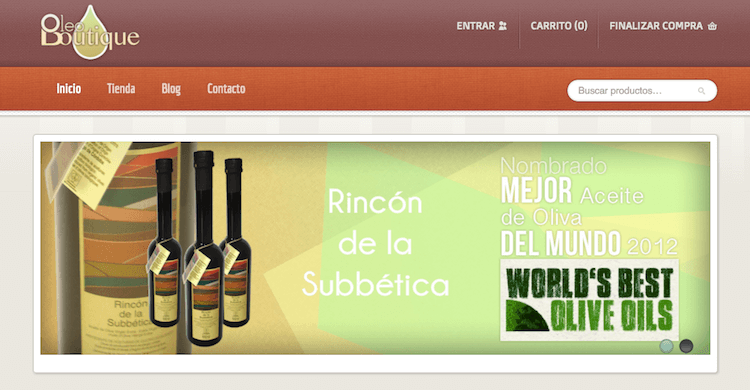 Oleo
Boutique
ENTRAR
CARRITO (0)
FINALIZAR COMPRA
Inicio
Tienda
Blog
Contacto
Buscar productos...
Rincón
de la
Subbética
Rincón
de la
Subbética
Nombrado
MEJOR Aceite
de Oliva
DEL MUNDO 2012
WORLD'S BEST
OLIVE OILS